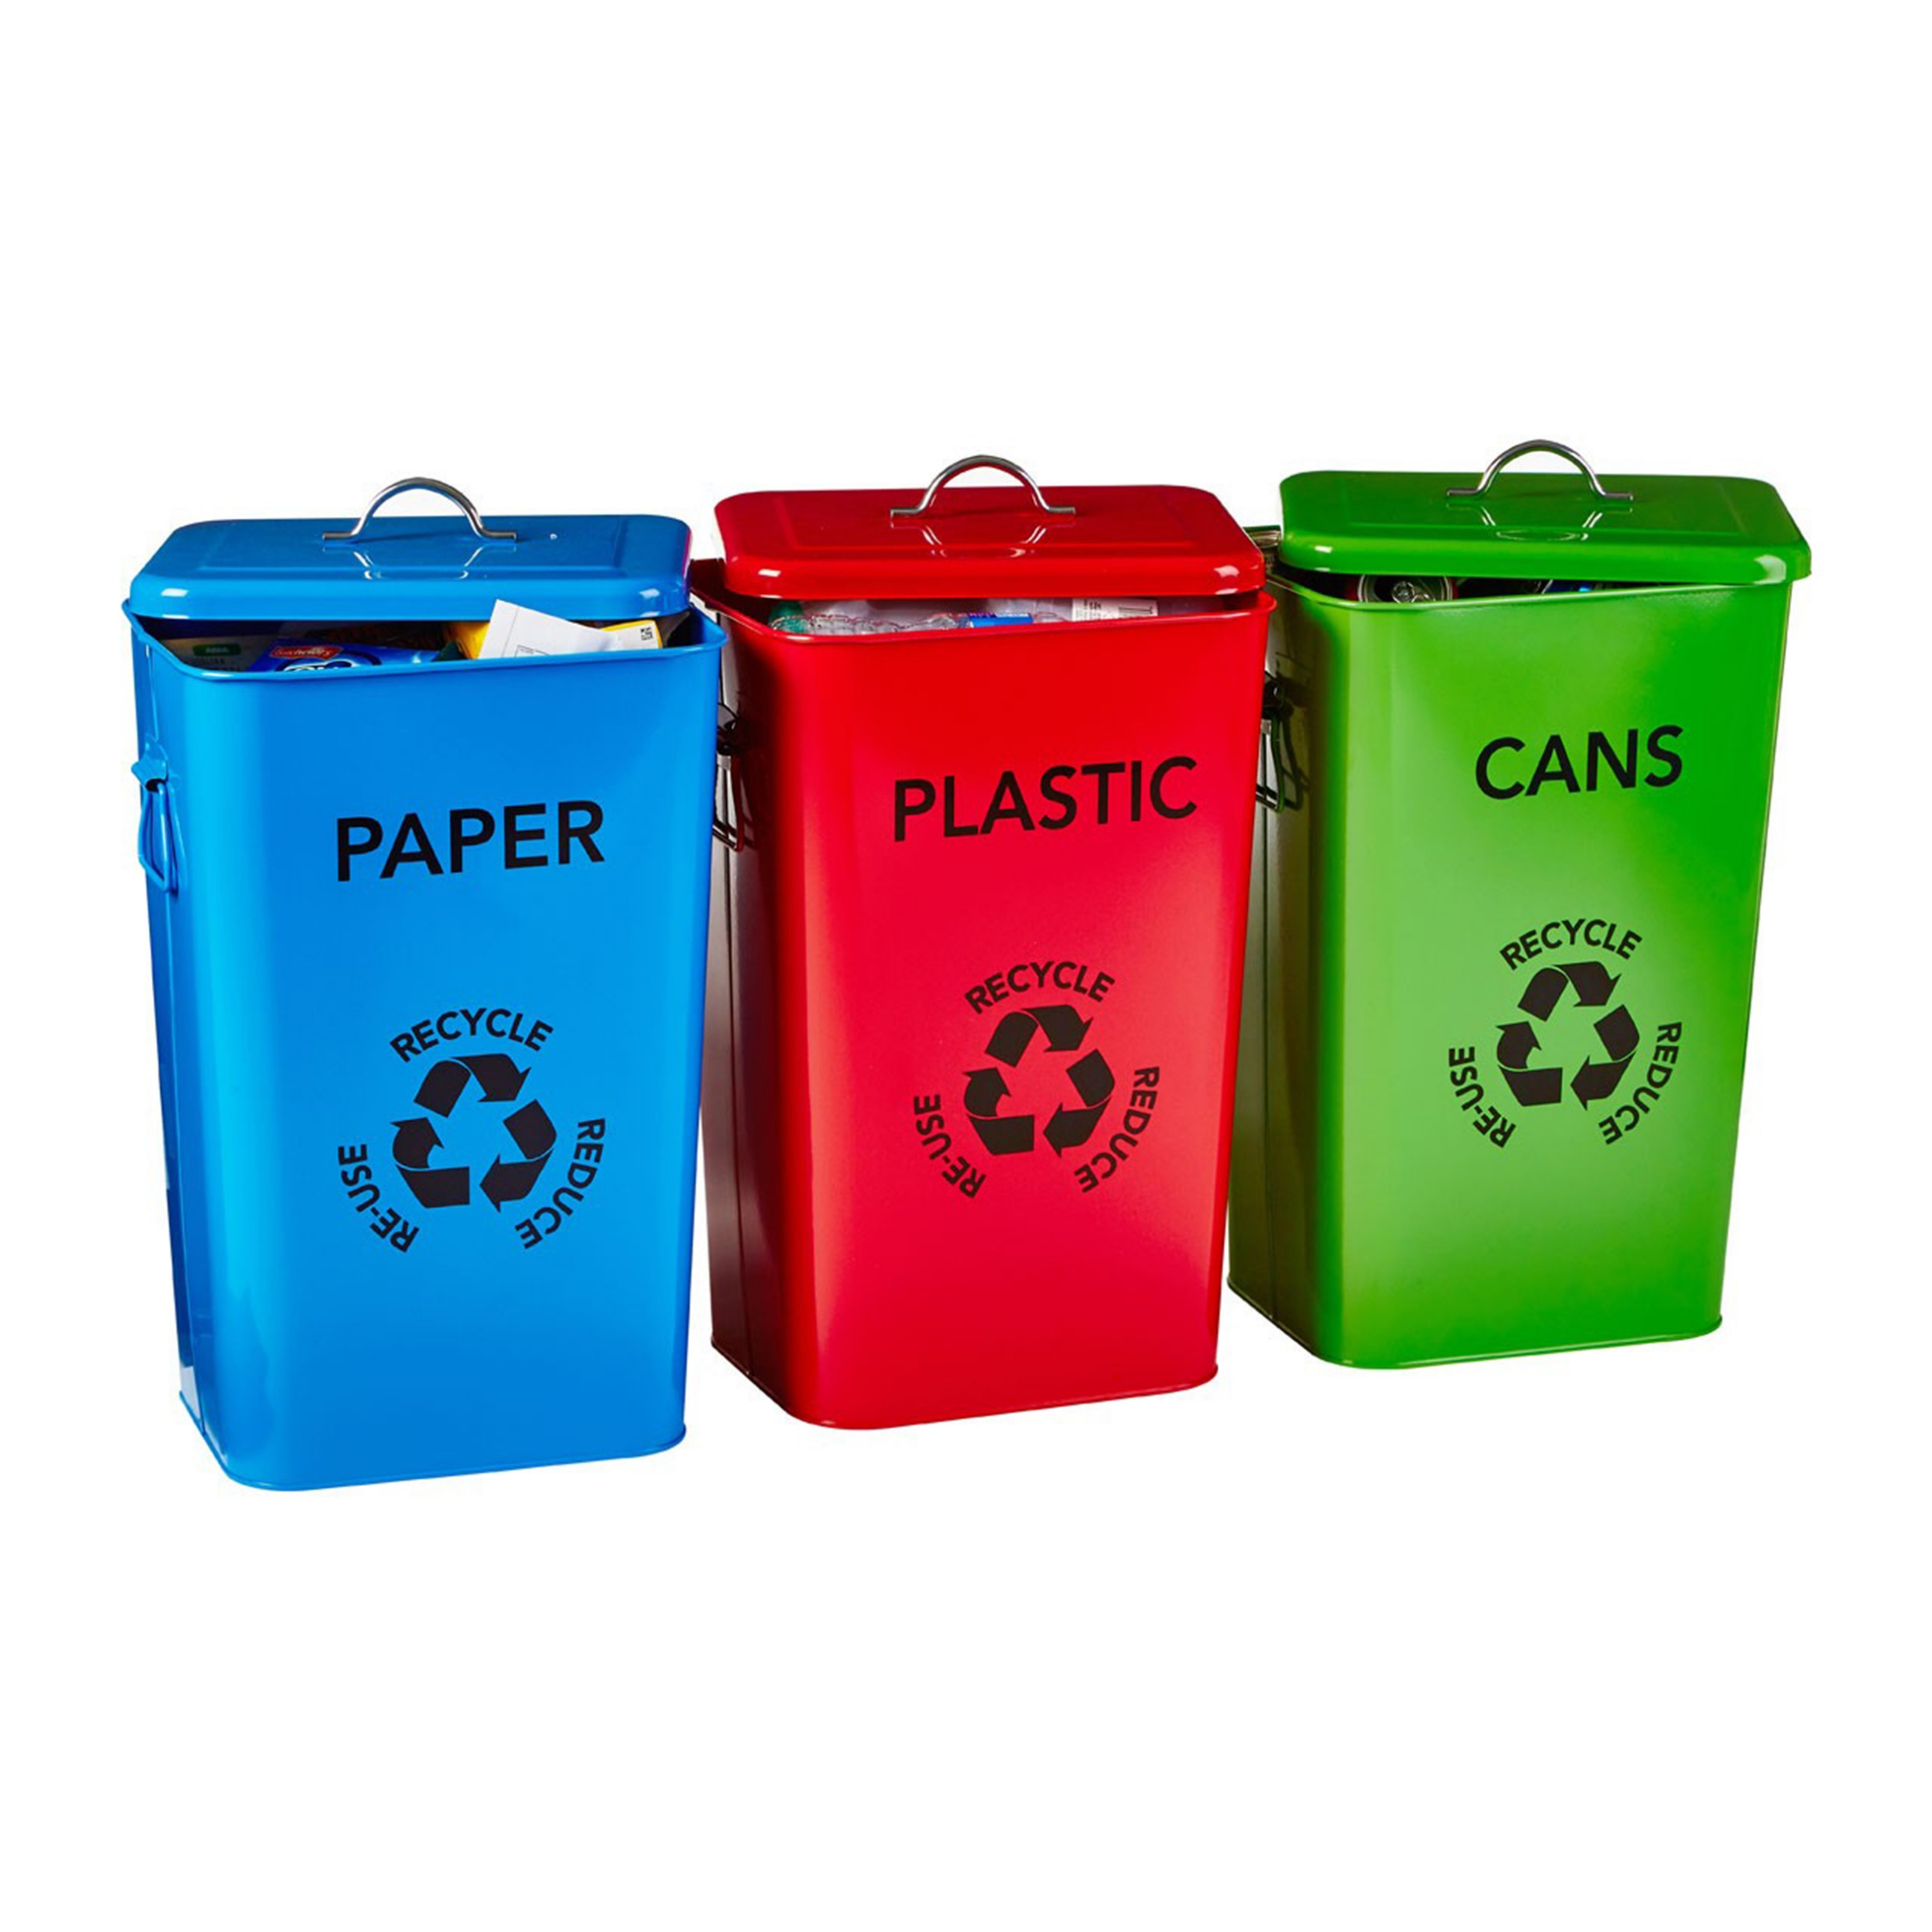 PAPER
RECYCLE
REDUCE
RE-USE
PLASTIC
RECYCLE
REDUCE
RE-USE
CANS
RECYCLE
REDUCE
RE-USE